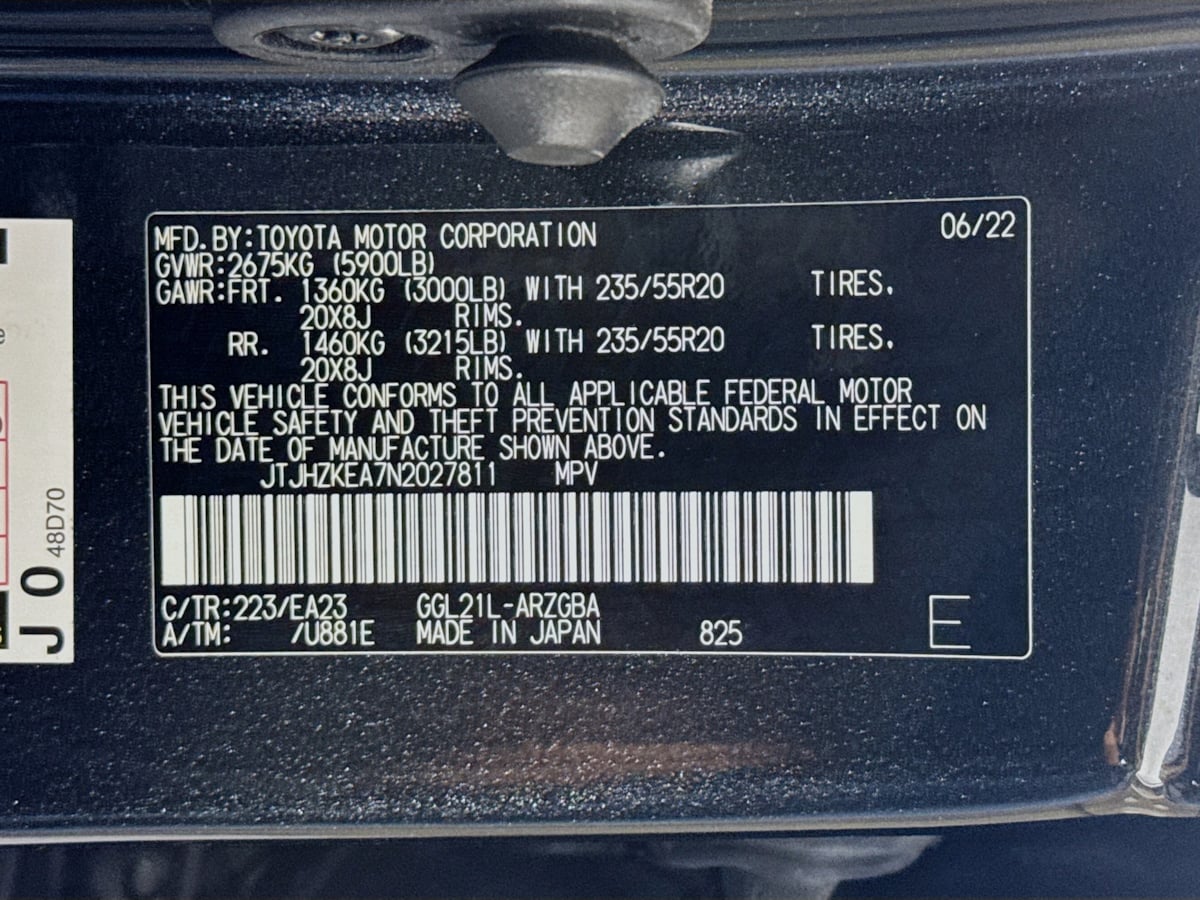 MFD.BY:TOYOTA MOTOR CORPORATION 06/22
GVWR:2675KG (5900LB)
GAWR:FRT. 1360KG (3000LB) WITH 235/55R20 TIRES.
20X8J RIMS.
RR. 1460KG (3215LB) WITH 235/55R20 TIRES.
20X8J RIMS.
THIS VEHICLE CONFORMS TO ALL APPLICABLE FEDERAL MOTOR
VEHICLE SAFETY AND THEFT PREVENTION STANDARDS IN EFFECT ON
THE DATE OF MANUFACTURE SHOWN ABOVE.
JTJHZKEA7N2027811 MPV
C/TR:223/EA23 GGL21L-ARZGBA
A/TM: /U881E MADE IN JAPAN 825 E
J 0 48D70